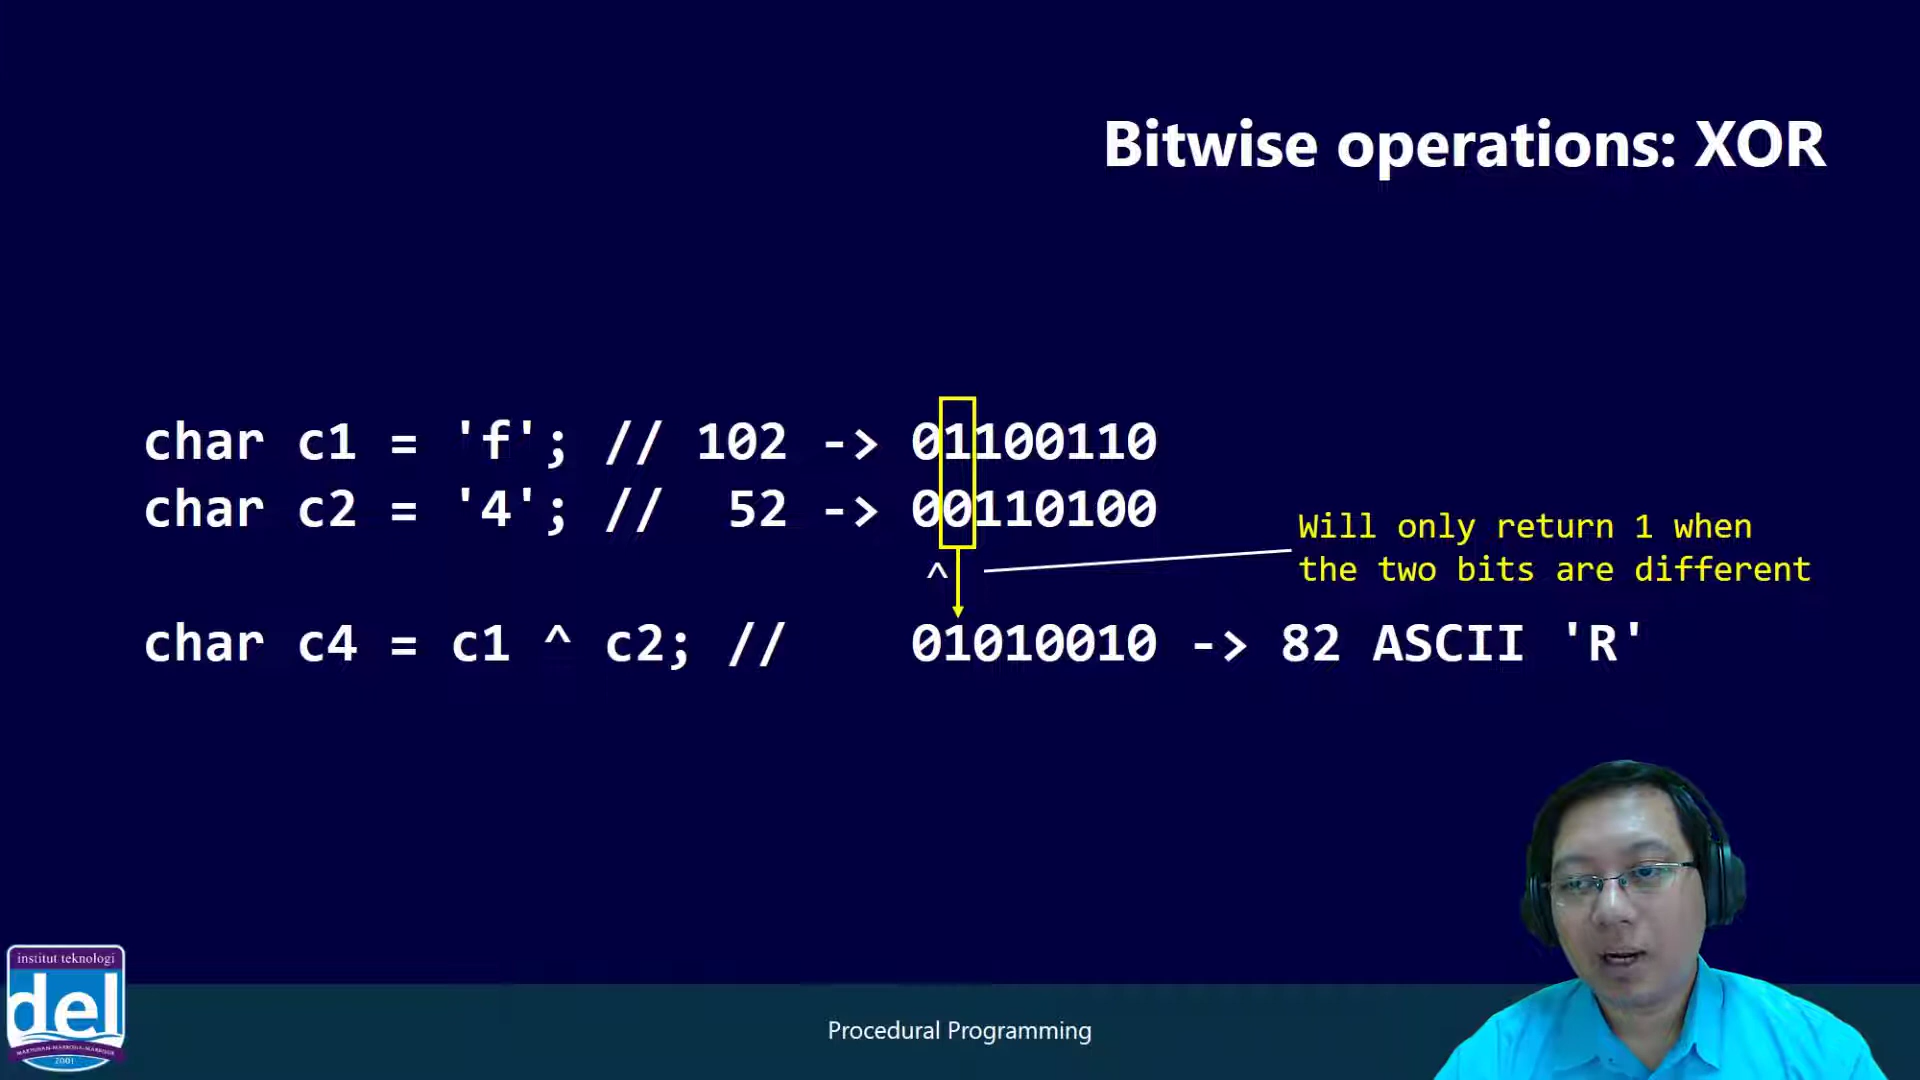 Bitwise operations: XOR
char c1 = 'f'; // 102 -> 01100110
char c2 = '4'; //  52 -> 00110100
Will only return 1 when
the two bits are different
^
char c4 = c1 ^ c2; //    01010010 -> 82 ASCII 'R'
institut teknologi
del
2001
Procedural Programming